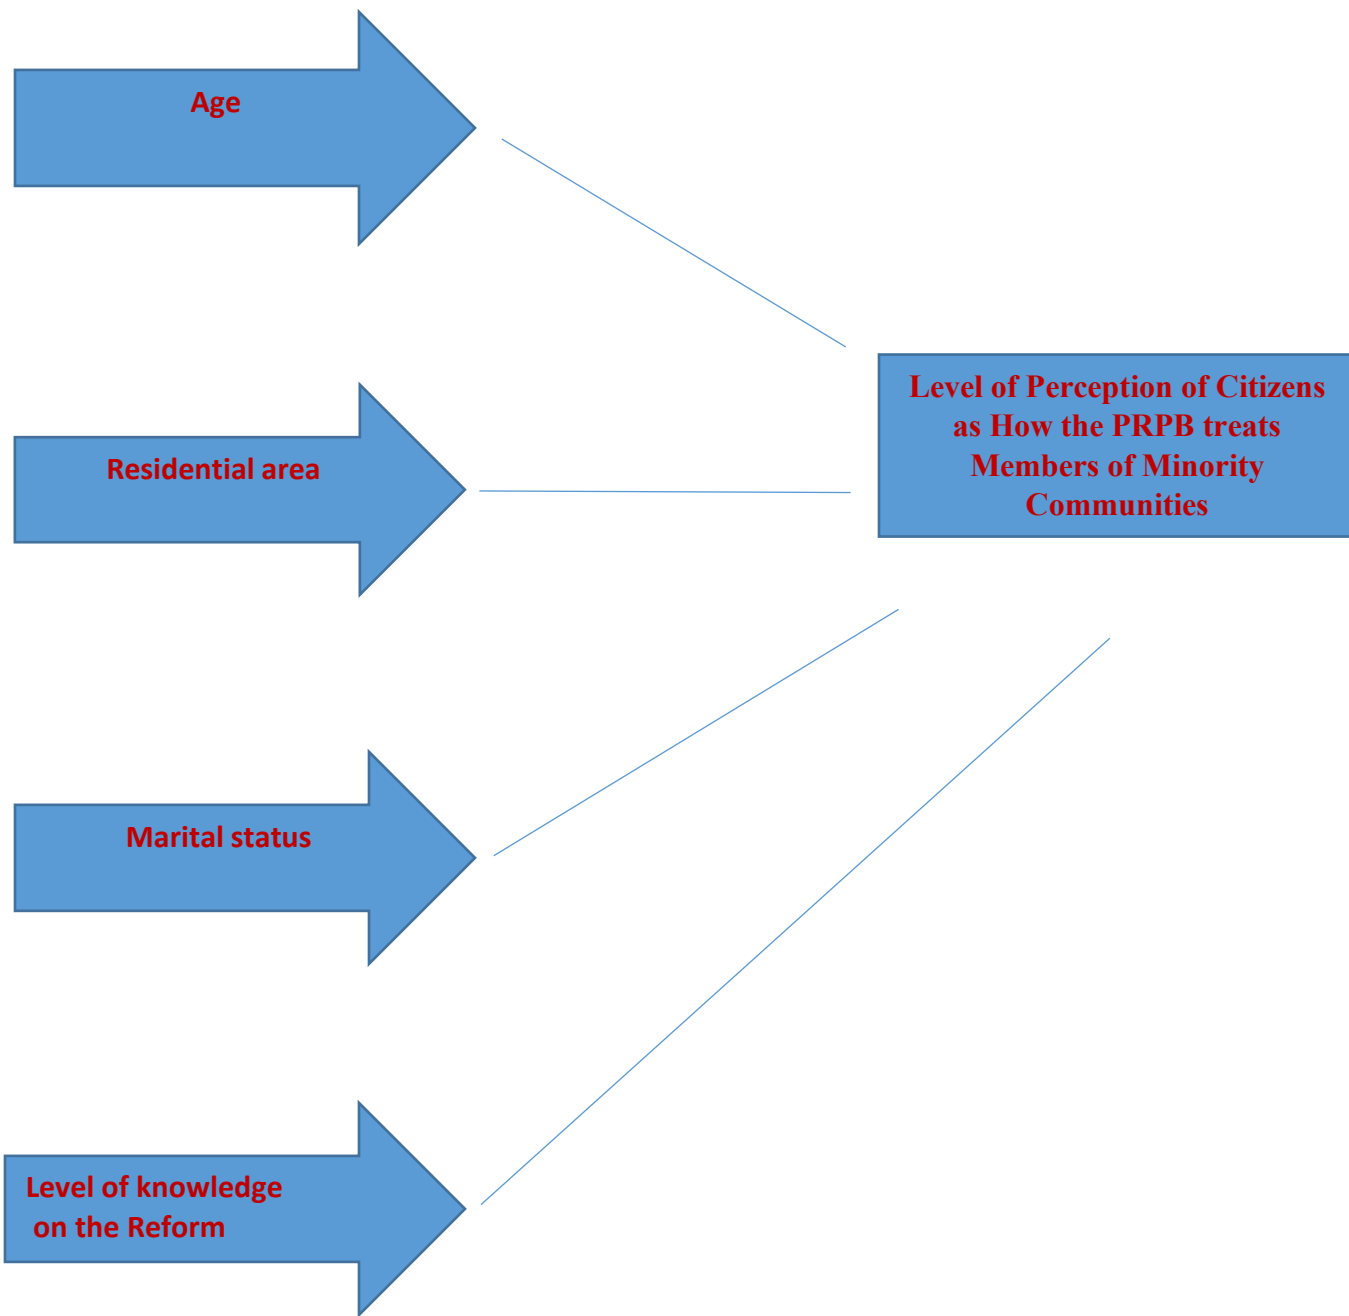 Age
Residential area
Level of Perception of Citizens
as How the PRPB treats
Members of Minority
Communities
Marital status
Level of knowledge
on the Reform